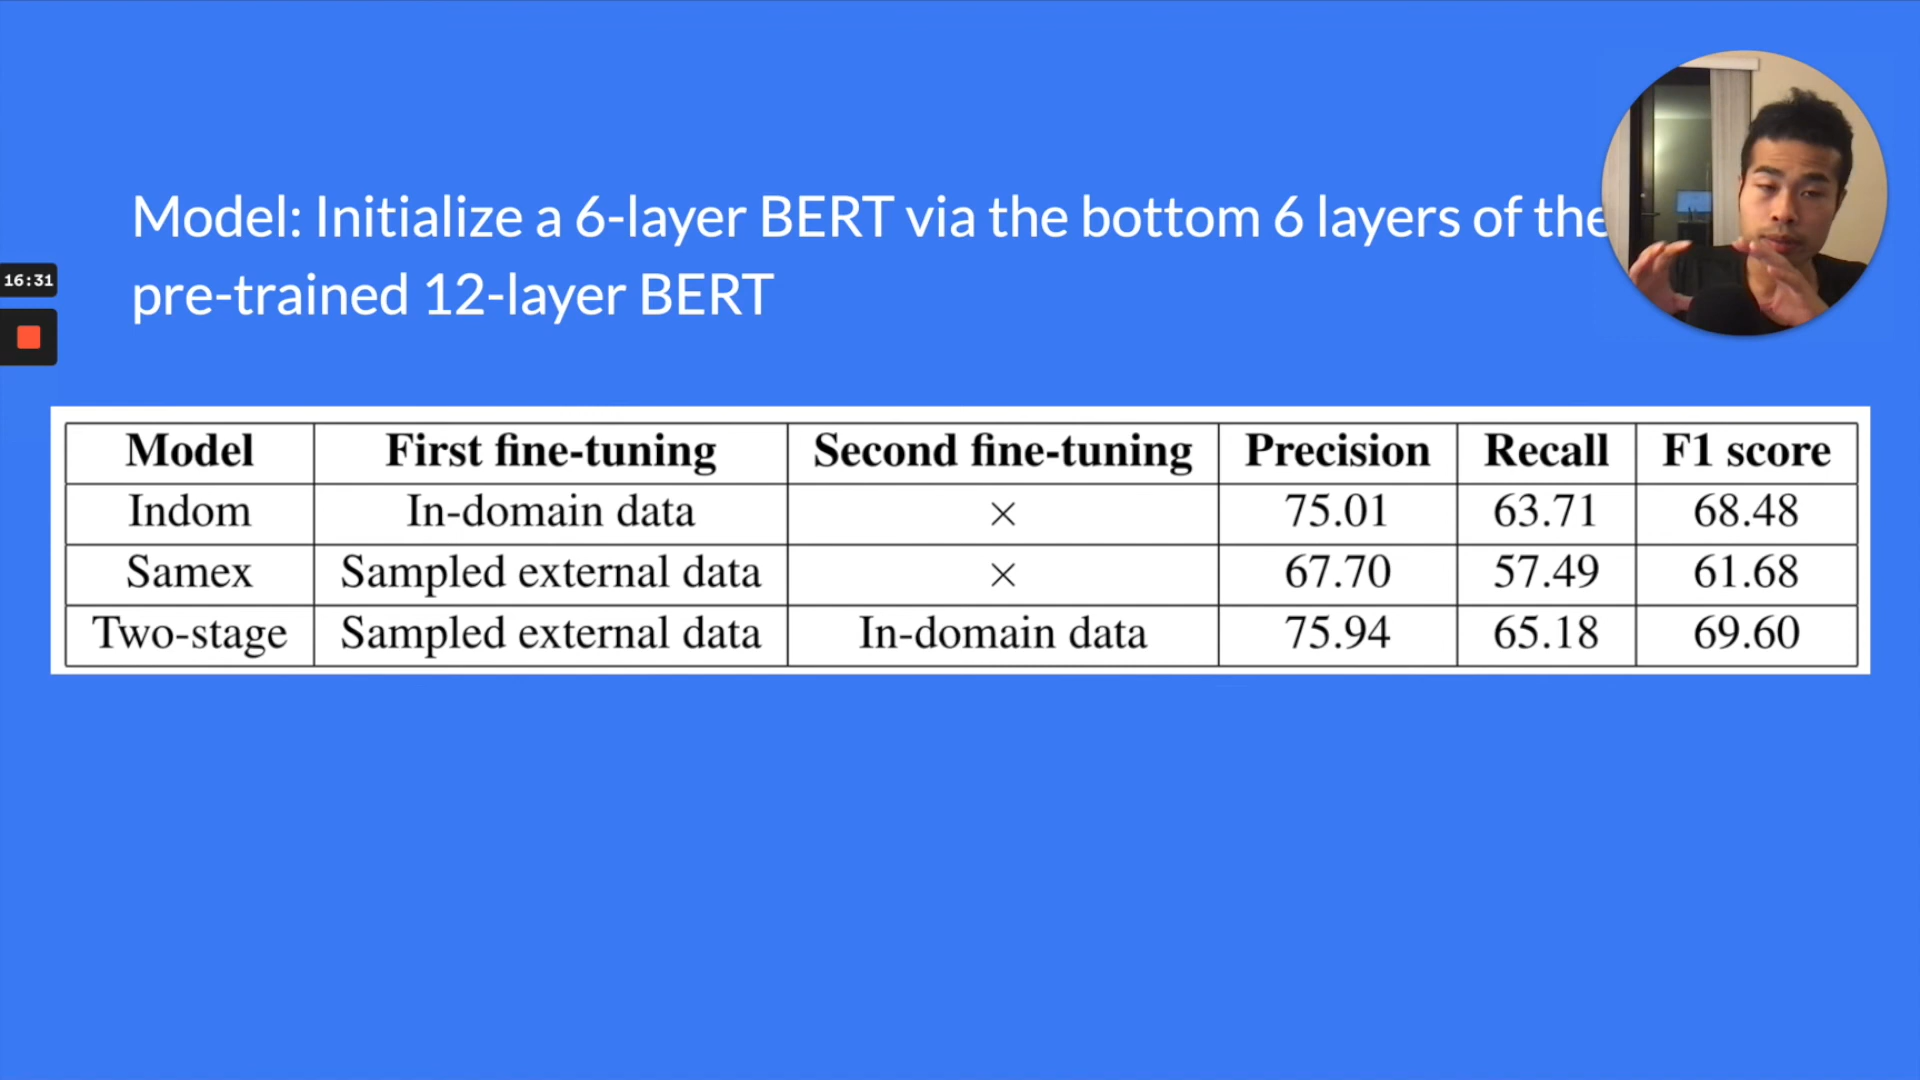 Model: Initialize a 6-layer BERT via the bottom 6 layers of the
pre-trained 12-layer BERT
16:31
Model First fine-tuning Second fine-tuning Precision Recall F1 score
Indom In-domain data × 75.01 63.71 68.48
Samex Sampled external data × 67.70 57.49 61.68
Two-stage Sampled external data In-domain data 75.94 65.18 69.60